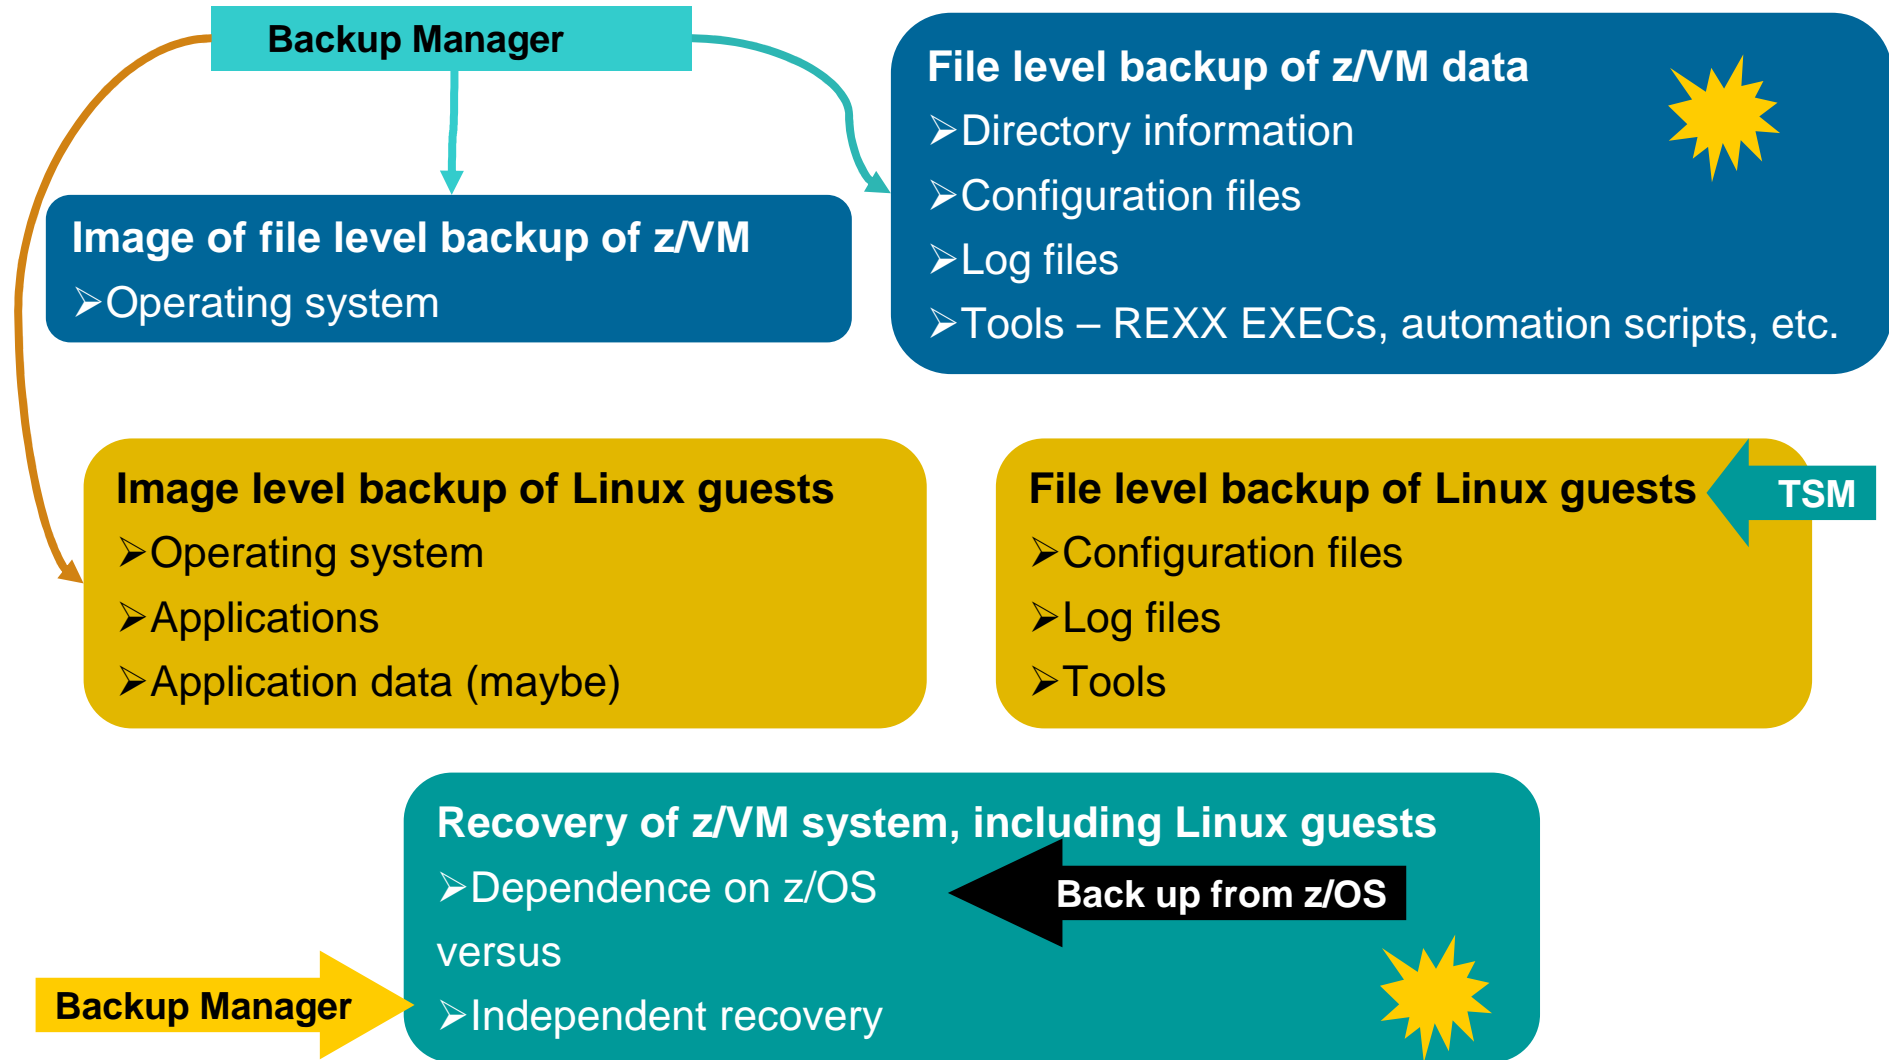 Backup Manager
File level backup of z/VM data
➢Directory information
➢Configuration files
➢Log files
➢Tools – REXX EXECs, automation scripts, etc.
Image of file level backup of z/VM
➢Operating system
Image level backup of Linux guests
➢Operating system
➢Applications
➢Application data (maybe)
File level backup of Linux guests
TSM
➢Configuration files
➢Log files
➢Tools
Recovery of z/VM system, including Linux guests
➢Dependence on z/OS
Back up from z/OS
versus
Backup Manager
➢Independent recovery